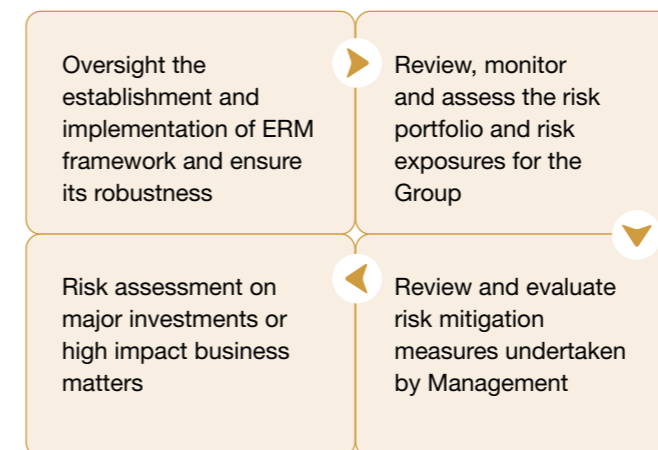 Oversight the
establishment and
implementation of ERM
framework and ensure
its robustness
Review, monitor
and assess the risk
portfolio and risk
exposures for the
Group
Review and evaluate
risk mitigation
measures undertaken
by Management
Risk assessment on
major investments or
high impact business
matters